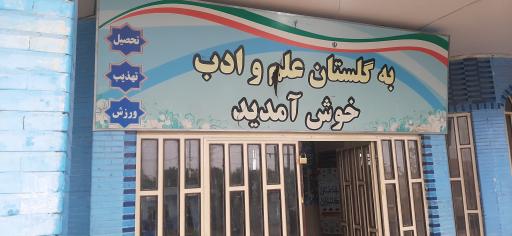 به گلستان علم و ادب
خوش آمدید
تحصیل
تهذیب
ورزش